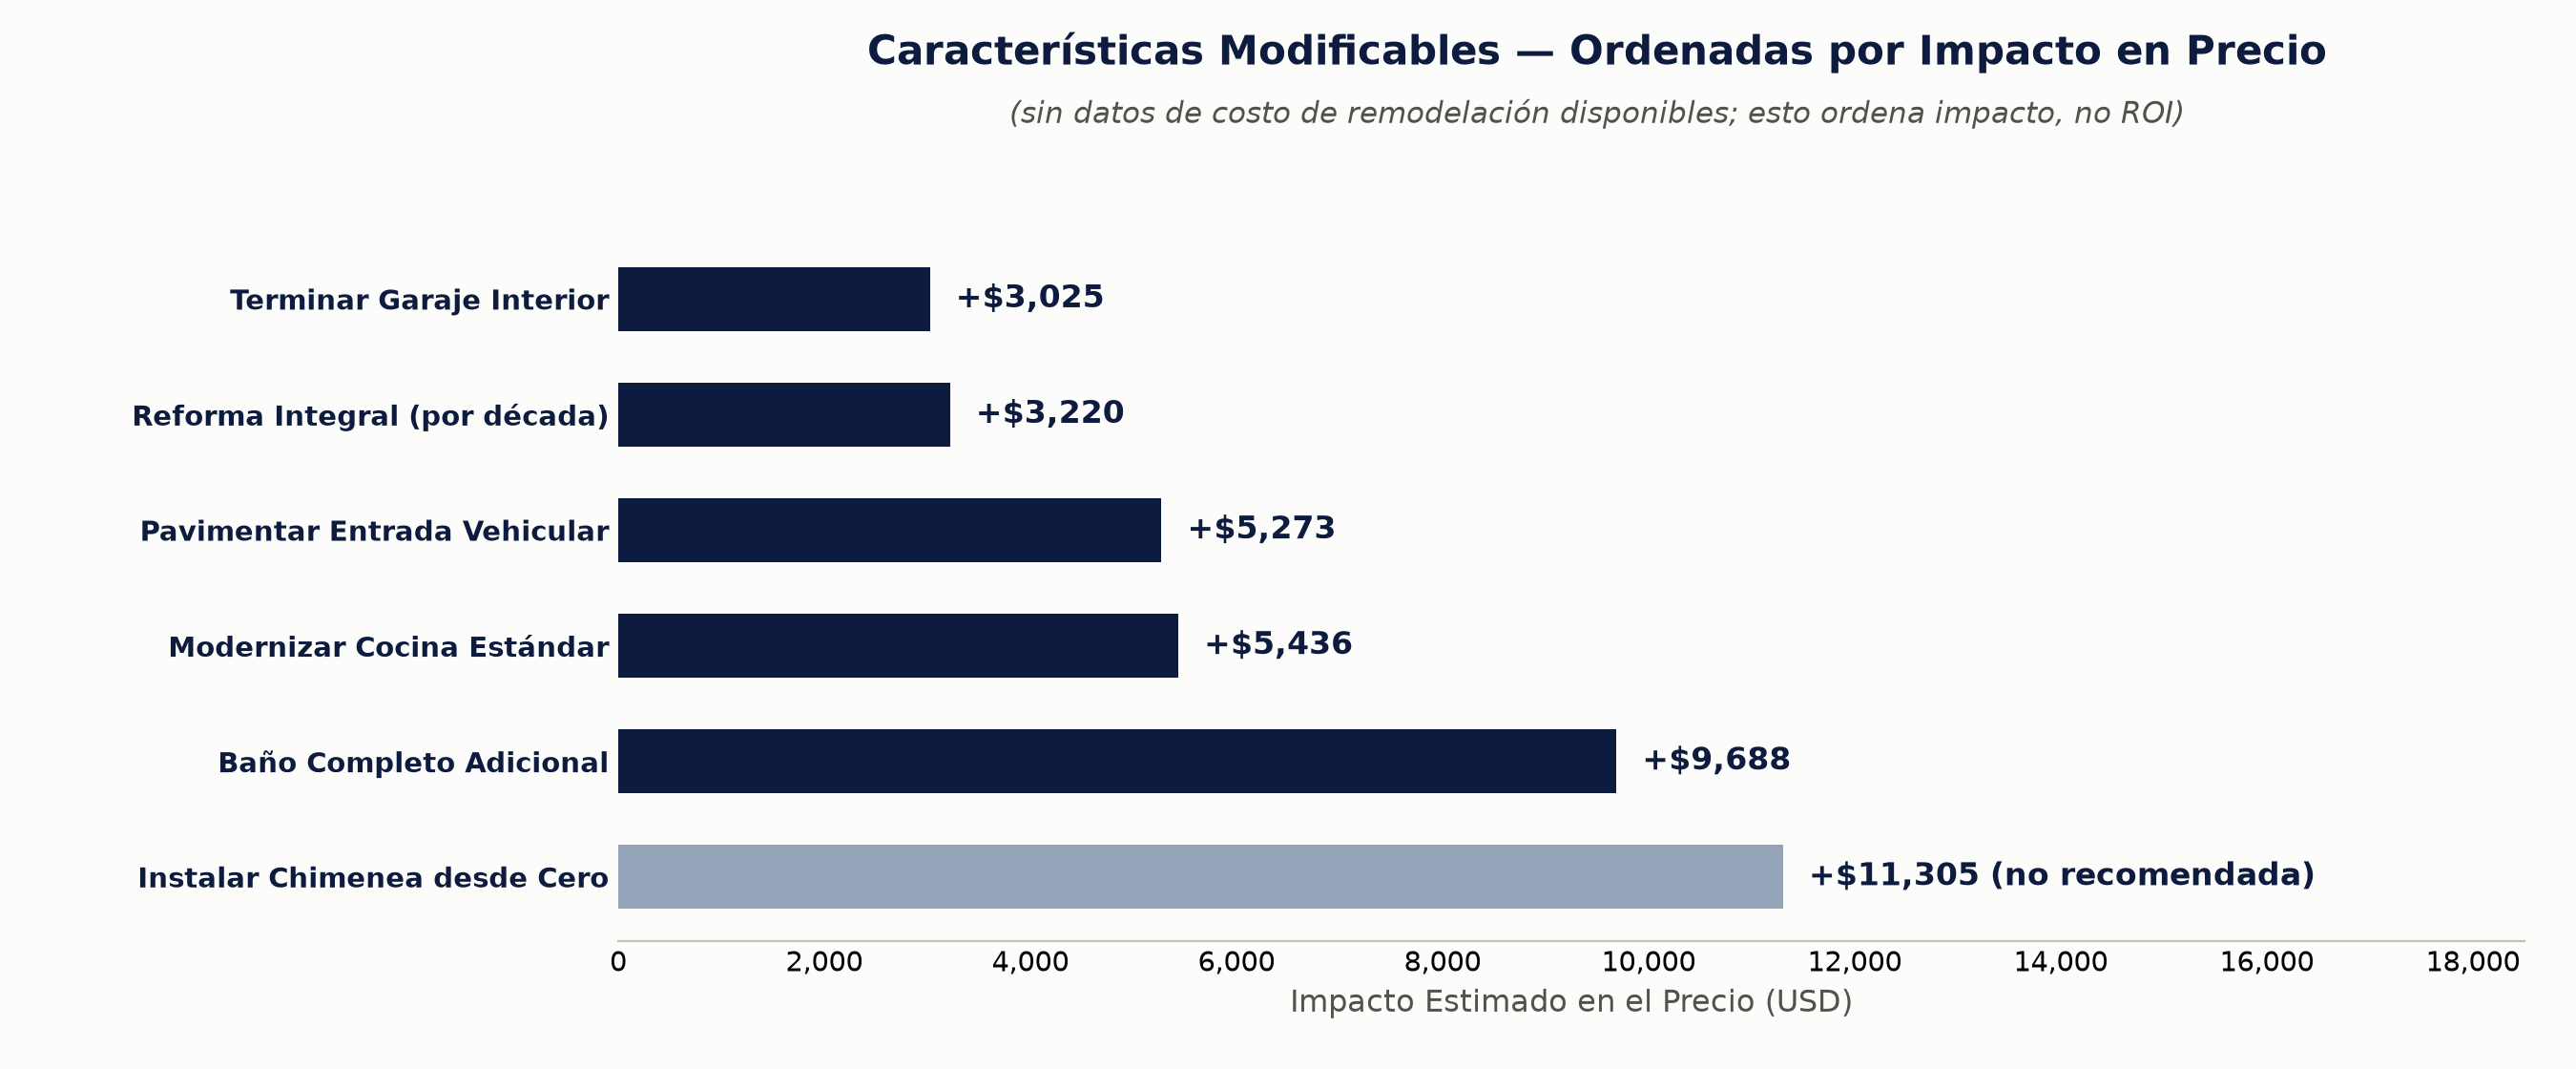 Características Modificables — Ordenadas por Impacto en Precio
(sin datos de costo de remodelación disponibles; esto ordena impacto, no ROI)
Terminar Garaje Interior +$3,025
Reforma Integral (por década) +$3,220
Pavimentar Entrada Vehicular +$5,273
Modernizar Cocina Estándar +$5,436
Baño Completo Adicional +$9,688
Instalar Chimenea desde Cero +$11,305 (no recomendada)
0 2,000 4,000 6,000 8,000 10,000 12,000 14,000 16,000 18,000
Impacto Estimado en el Precio (USD)